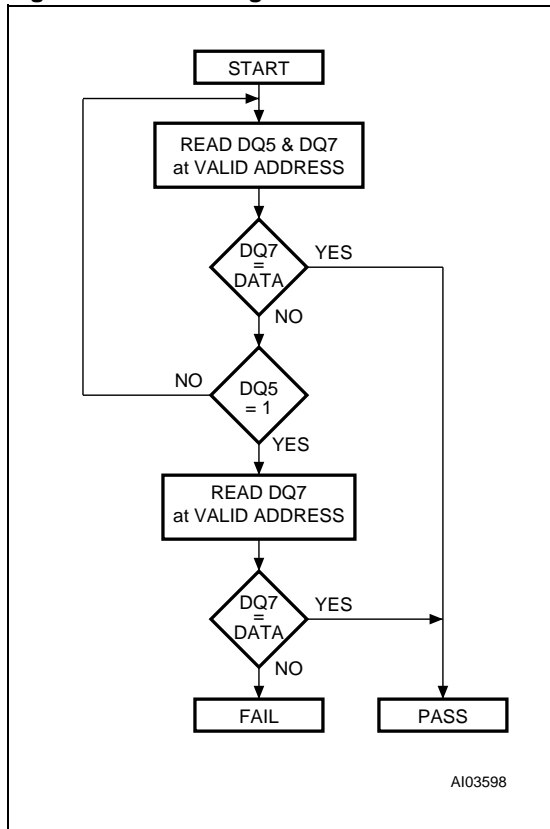 START
READ DQ5 & DQ7
at VALID ADDRESS
DQ7
=
DATA
YES
NO
NO
DQ5
= 1
YES
READ DQ7
at VALID ADDRESS
DQ7
=
DATA
YES
NO
FAIL
PASS
AI03598